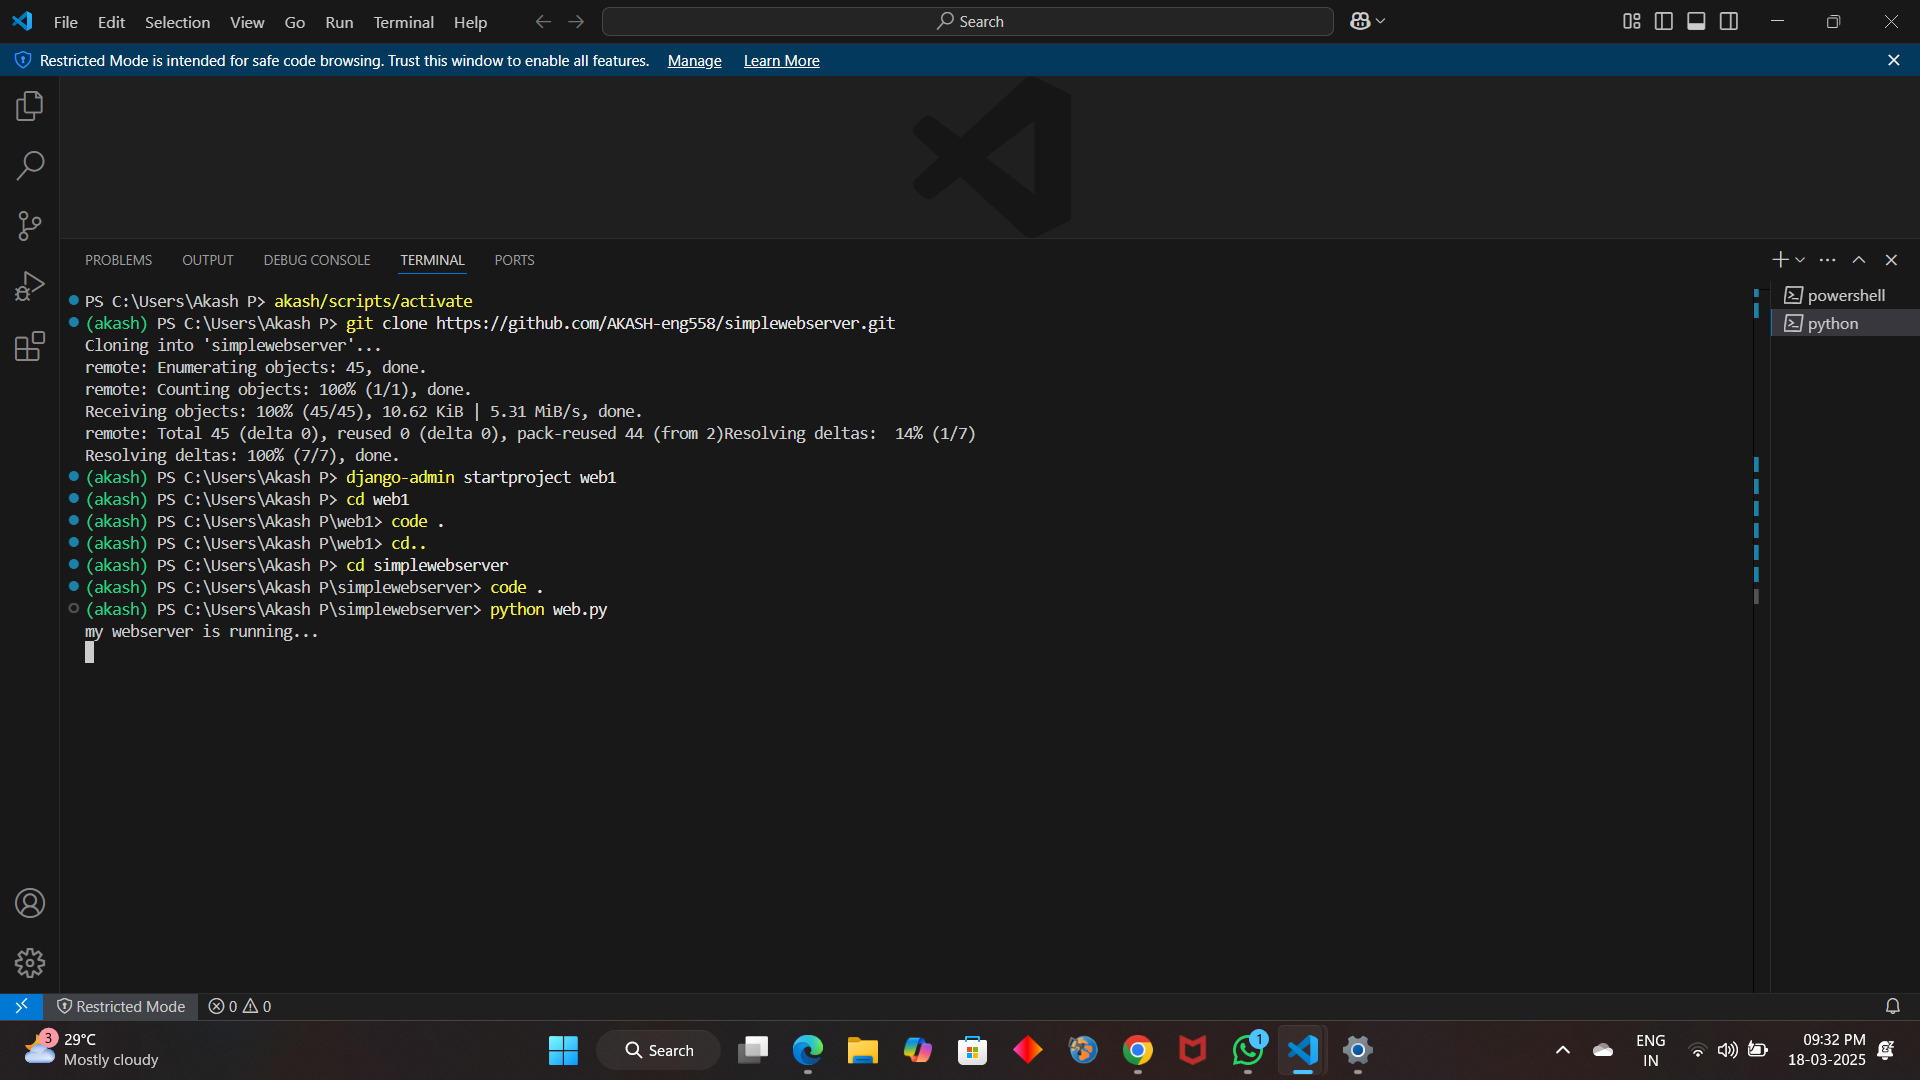 File Edit Selection View Go Run Terminal Help Search
Restricted Mode is intended for safe code browsing. Trust this window to enable all features. Manage Learn More
PROBLEMS OUTPUT DEBUG CONSOLE TERMINAL PORTS
PS C:\Users\Akash P> akash/scripts/activate
(akash) PS C:\Users\Akash P> git clone https://github.com/AKASH-eng558/simplewebserver.git
Cloning into 'simplewebserver'...
remote: Enumerating objects: 45, done.
remote: Counting objects: 100% (1/1), done.
Receiving objects: 100% (45/45), 10.62 KiB | 5.31 MiB/s, done.
remote: Total 45 (delta 0), reused 0 (delta 0), pack-reused 44 (from 2)Resolving deltas:  14% (1/7)
Resolving deltas: 100% (7/7), done.
(akash) PS C:\Users\Akash P> django-admin startproject web1
(akash) PS C:\Users\Akash P> cd web1
(akash) PS C:\Users\Akash P\web1> code .
(akash) PS C:\Users\Akash P\web1> cd..
(akash) PS C:\Users\Akash P> cd simplewebserver
(akash) PS C:\Users\Akash P\simplewebserver> code .
(akash) PS C:\Users\Akash P\simplewebserver> python web.py
my webserver is running...
powershell
python
Restricted Mode 0 0
3 29°C
Mostly cloudy
Search
1
ENG
IN
09:32 PM
18-03-2025